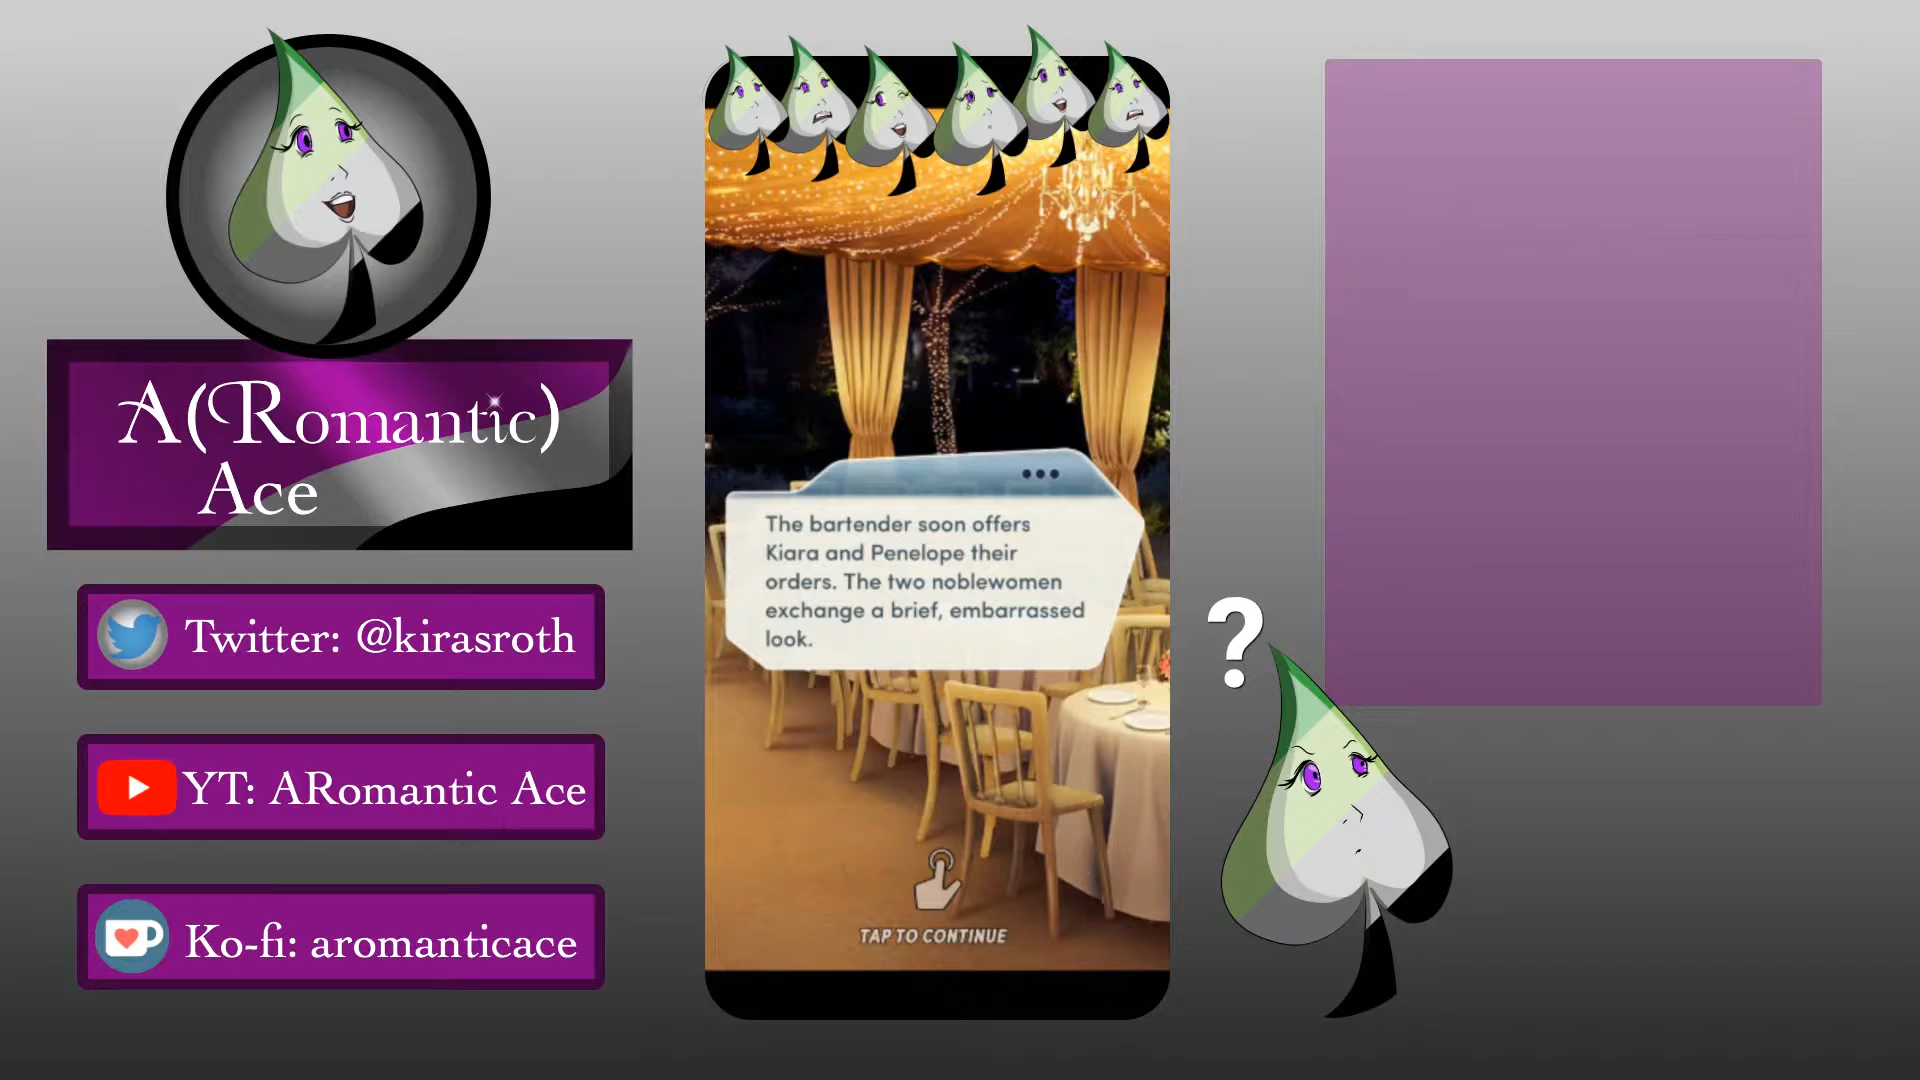 A(Romantic)
Ace
Twitter: @kirasroth
YT: ARomantic Ace
Ko-fi: aromanticace
The bartender soon offers
Kiara and Penelope their
orders. The two noblewomen
exchange a brief, embarrassed
look.
TAP TO CONTINUE
?